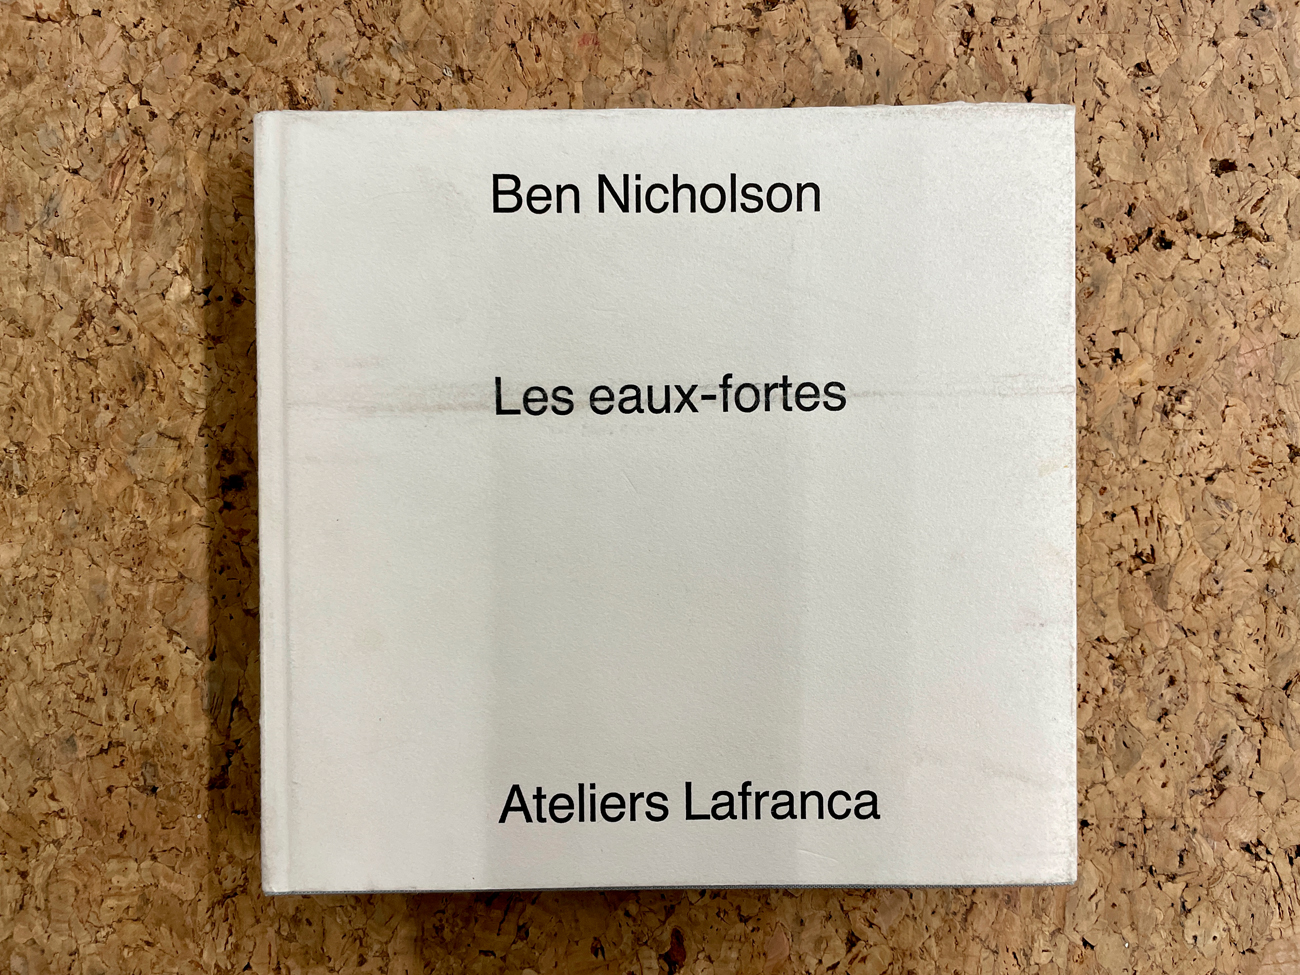 Ben Nicholson
Les eaux-fortes
Ateliers Lafranca